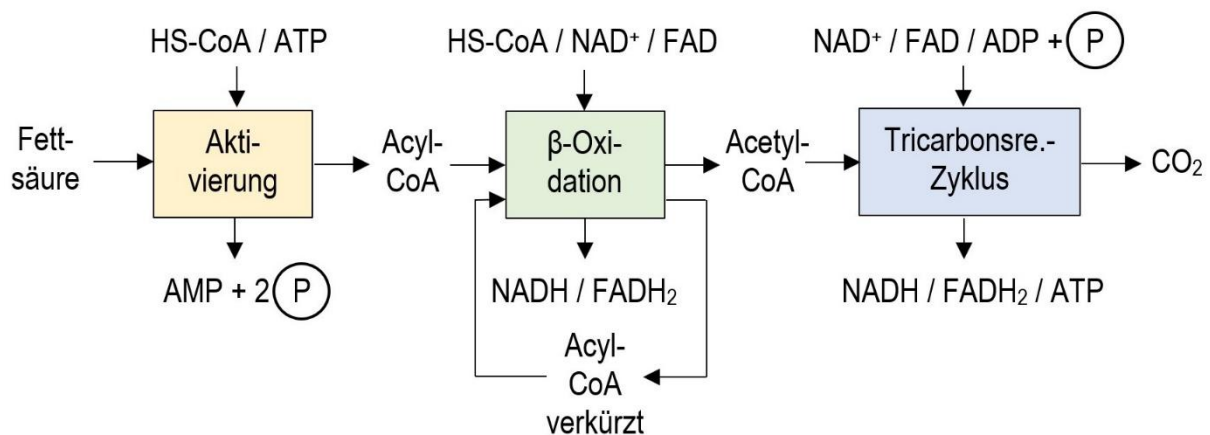 HS-CoA / ATP
HS-CoA / NAD⁺ / FAD
NAD⁺ / FAD / ADP + P
Fett-
säure
Akti-
vierung
Acyl-
CoA
β-Oxi-
dation
Acetyl-
CoA
Tricarbonsre.-
Zyklus
CO₂
AMP + 2 P
NADH / FADH₂
NADH / FADH₂ / ATP
Acyl-
CoA
verkürzt